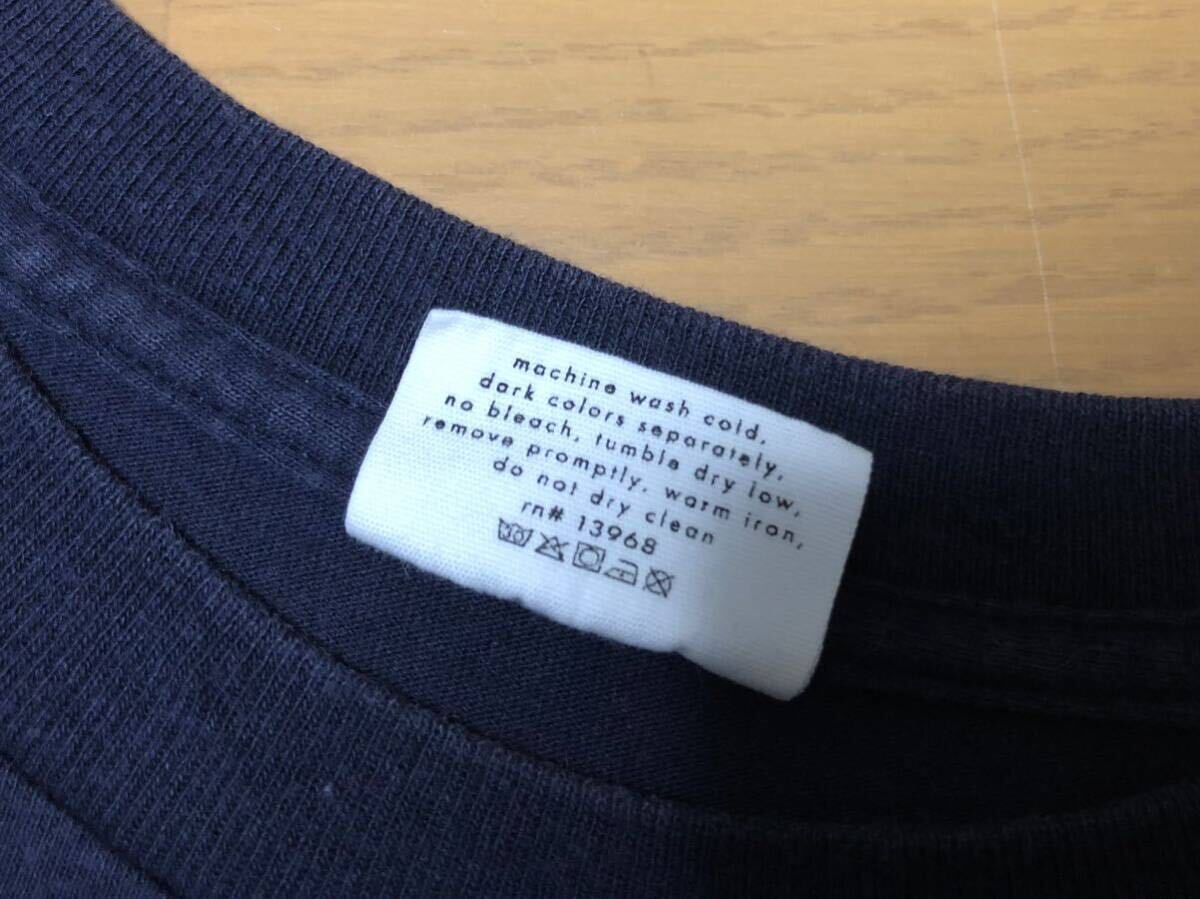 machine wash cold,
dark colors separately,
no bleach, tumble dry low,
remove promptly, warm iron,
do not dry clean
rn# 13968
30